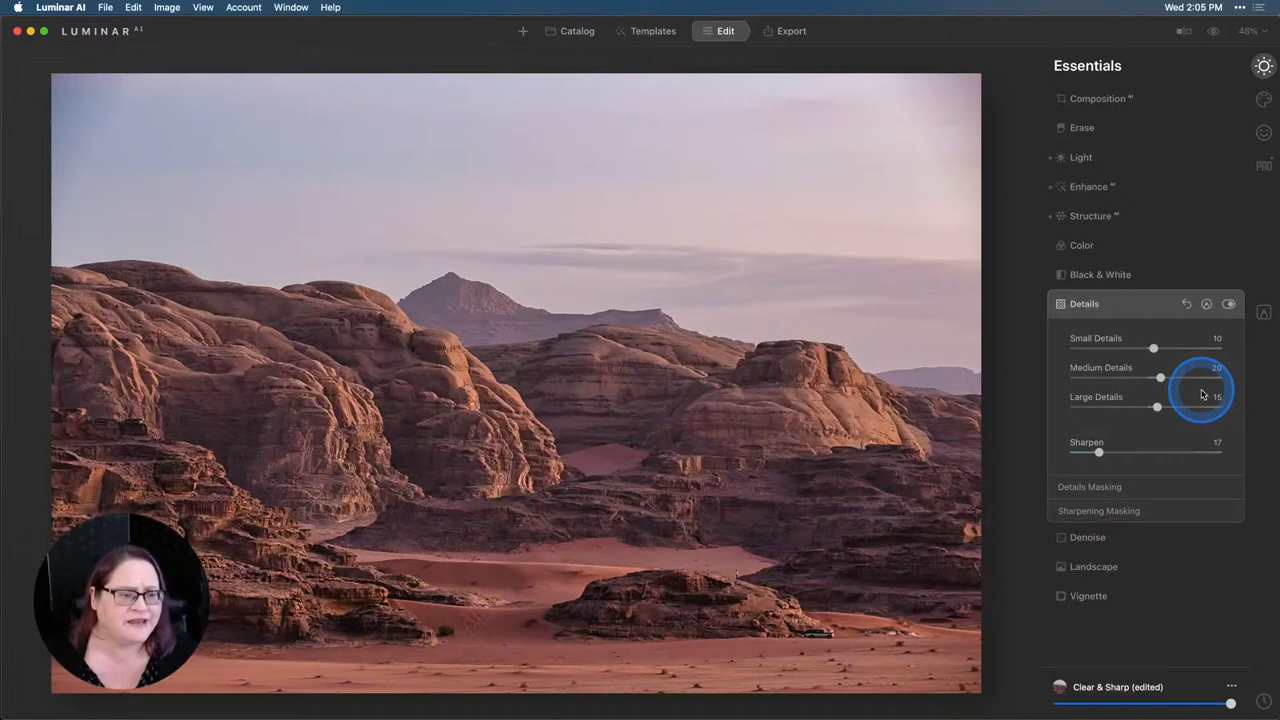 Luminar AI File Edit Image View Account Window Help Wed 2:05 PM
LUMINAR AI + Catalog Templates Edit Export 48%
Essentials
Composition AI
Erase
Light
PRO
Enhance AI
Structure AI
Color
Black & White
Details
A
Small Details 10
Medium Details 20
Large Details 15
Sharpen 17
Details Masking
Sharpening Masking
Denoise
Landscape
Vignette
Clear & Sharp (edited) ...